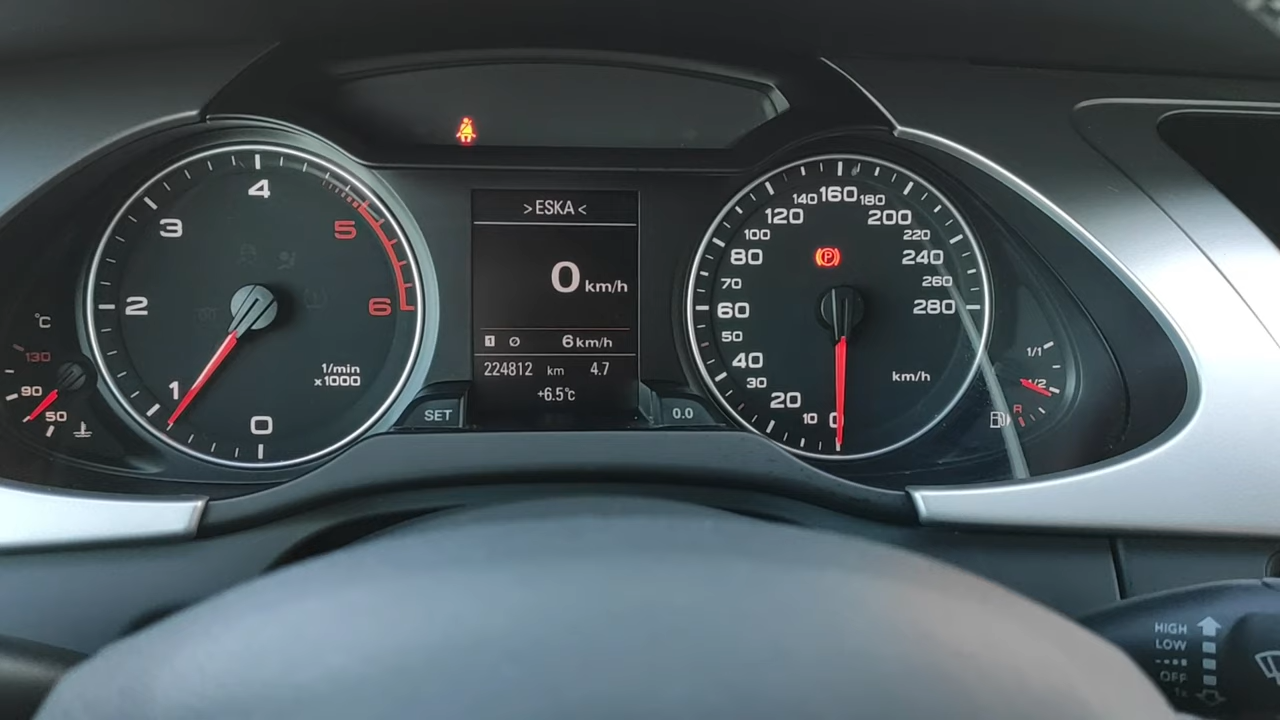 >ESKA<
0 km/h
1 Ø 6 km/h
224812 km 4.7
+6.5°C
SET
0.0
0
1
2
3
4
5
6
1/min
x1000
°C
130
90
50
0
10
20
30
40
50
60
70
80
100
120
140
160
180
200
220
240
260
280
km/h
P
1/1
1/2
R
HIGH
LOW
OFF
1x